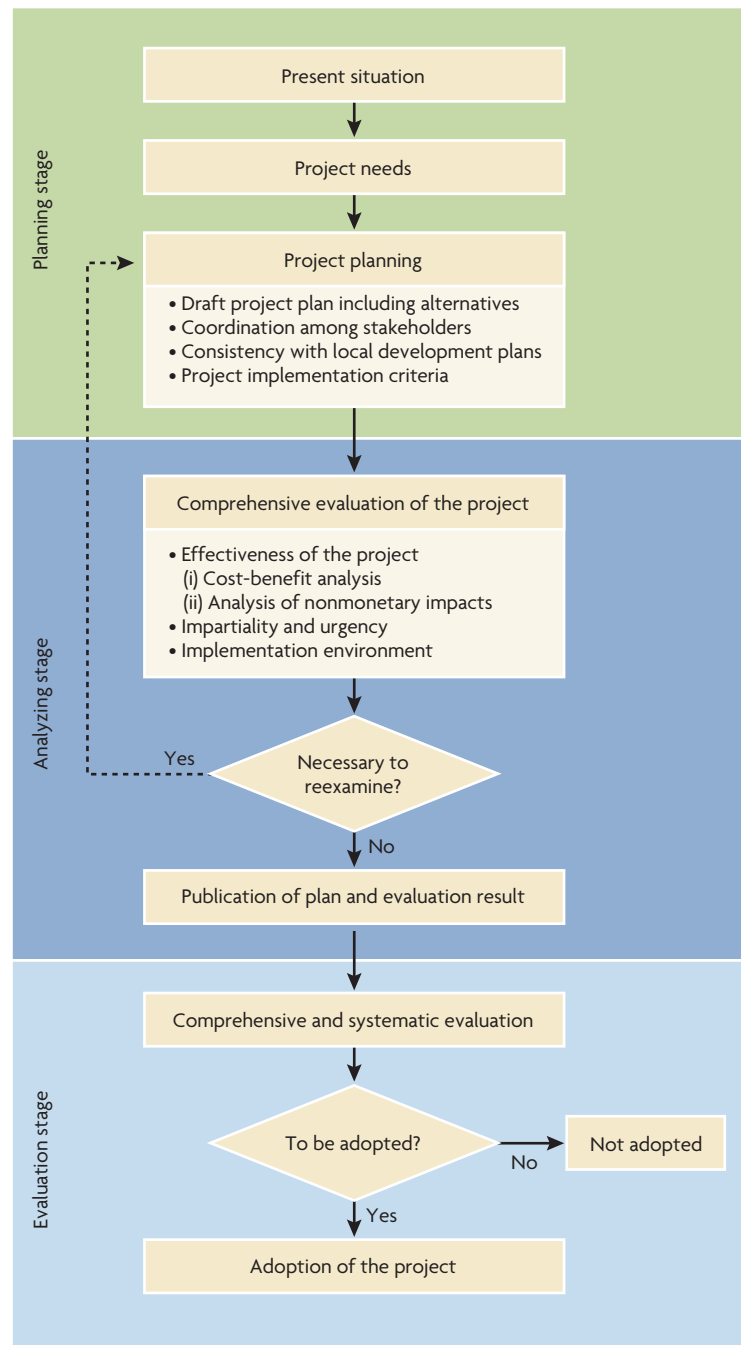 Planning stage
Present situation
Project needs
Project planning
• Draft project plan including alternatives
• Coordination among stakeholders
• Consistency with local development plans
• Project implementation criteria
Analyzing stage
Comprehensive evaluation of the project
• Effectiveness of the project
(i) Cost-benefit analysis
(ii) Analysis of nonmonetary impacts
• Impartiality and urgency
• Implementation environment
Yes
Necessary to
reexamine?
No
Publication of plan and evaluation result
Evaluation stage
Comprehensive and systematic evaluation
To be adopted?
No
Not adopted
Yes
Adoption of the project